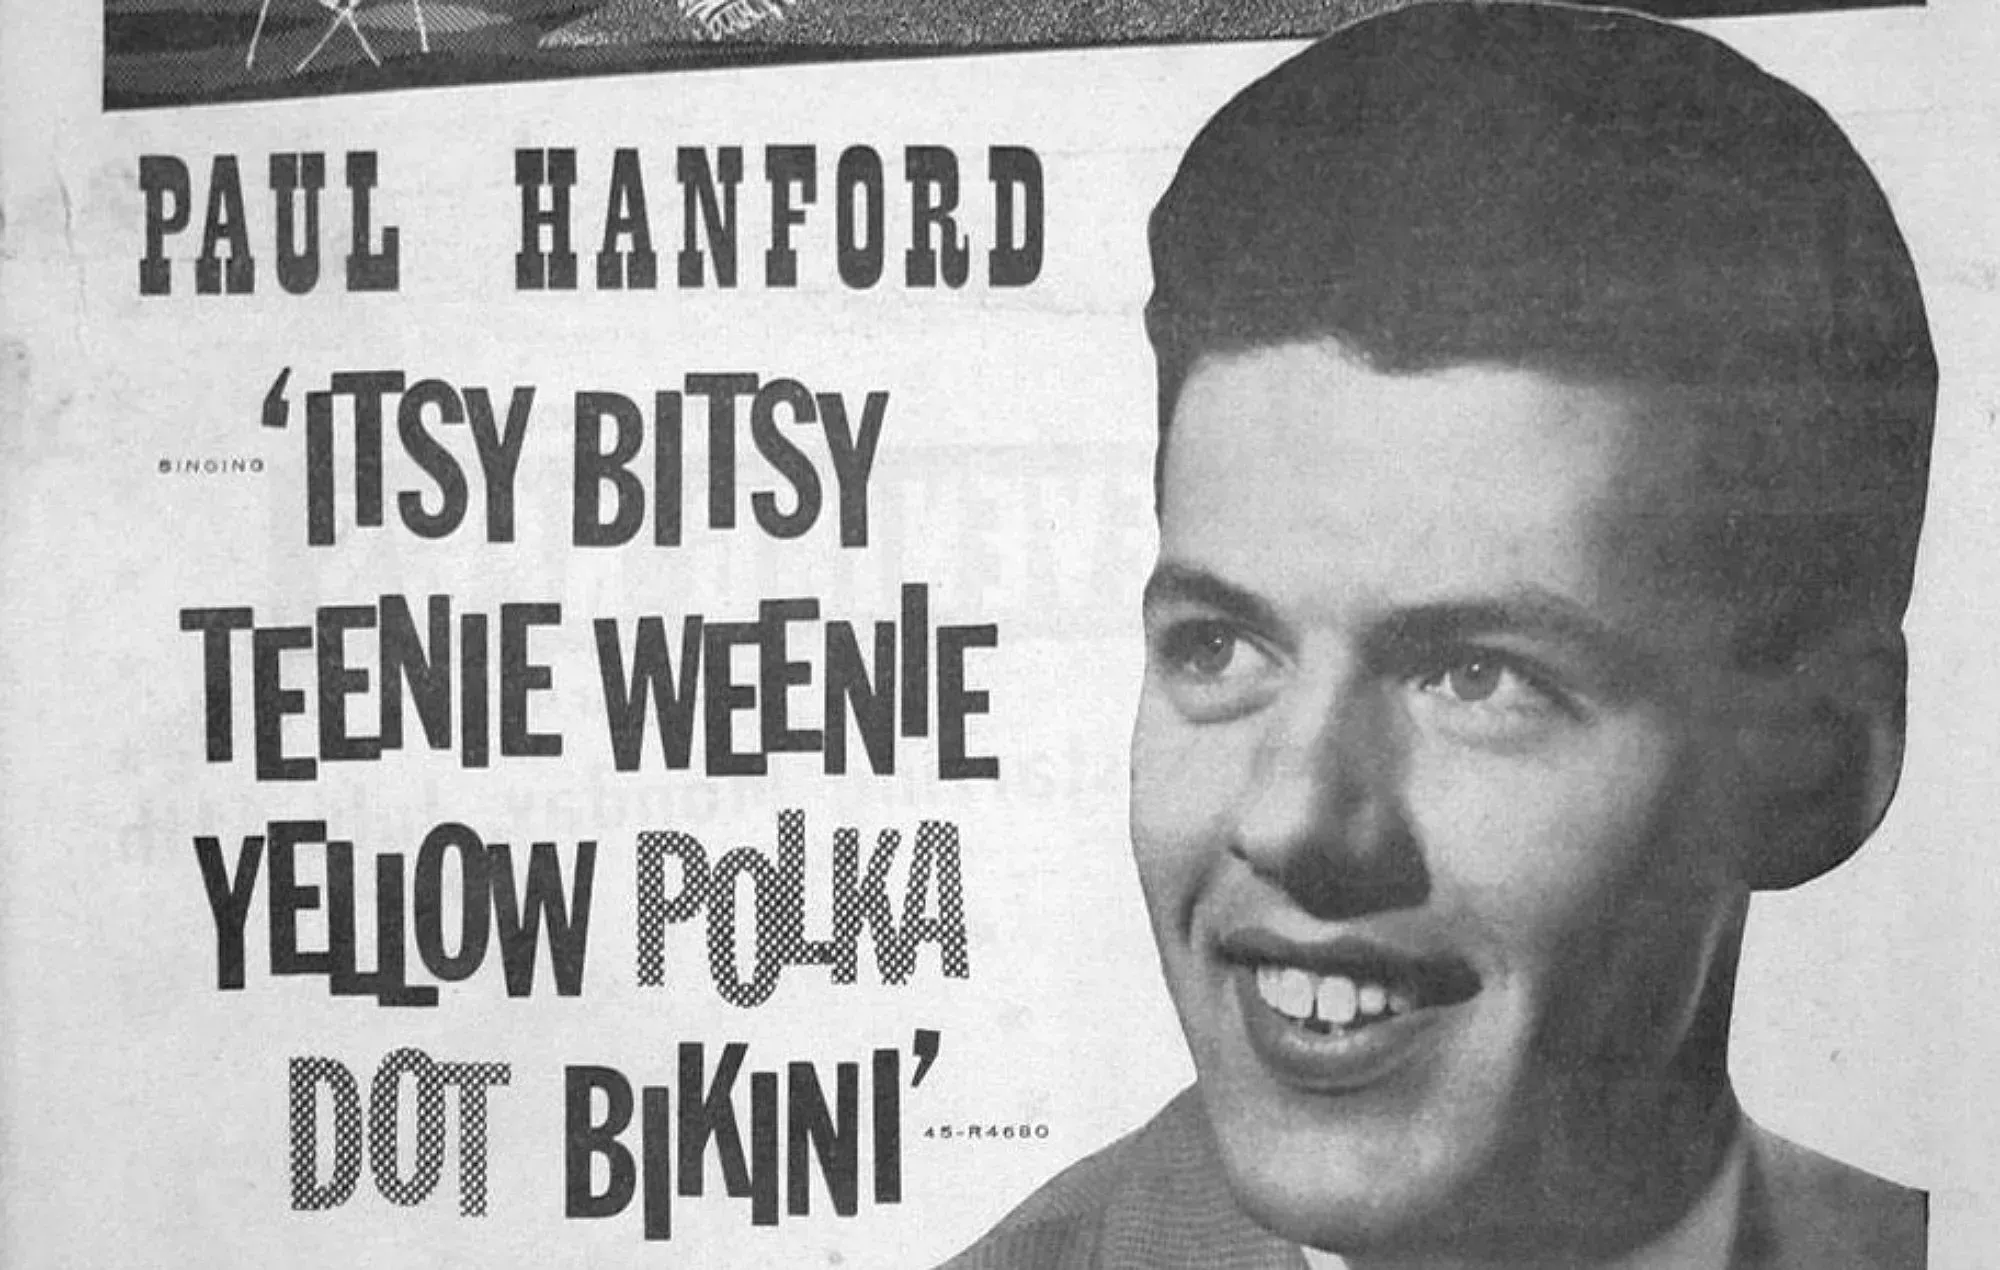 PAUL HANFORD
SINGING 'ITSY BITSY
TEENIE WEENIE
YELLOW POLKA
DOT BIKINI' 45-R4680